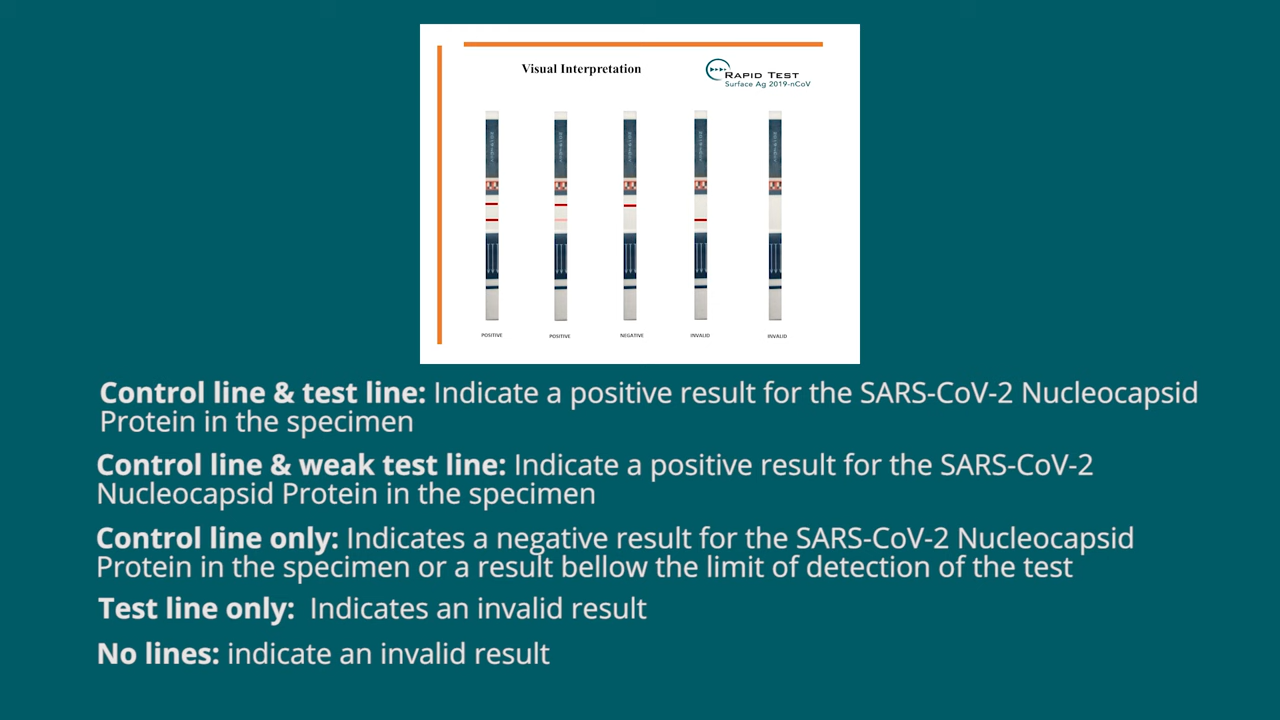 Visual Interpretation
RAPID TEST
Surface Ag 2019-nCoV
POSITIVE
POSITIVE
NEGATIVE
INVALID
INVALID
Control line & test line: Indicate a positive result for the SARS-CoV-2 Nucleocapsid
Protein in the specimen
Control line & weak test line: Indicate a positive result for the SARS-CoV-2
Nucleocapsid Protein in the specimen
Control line only: Indicates a negative result for the SARS-CoV-2 Nucleocapsid
Protein in the specimen or a result bellow the limit of detection of the test
Test line only: Indicates an invalid result
No lines: indicate an invalid result